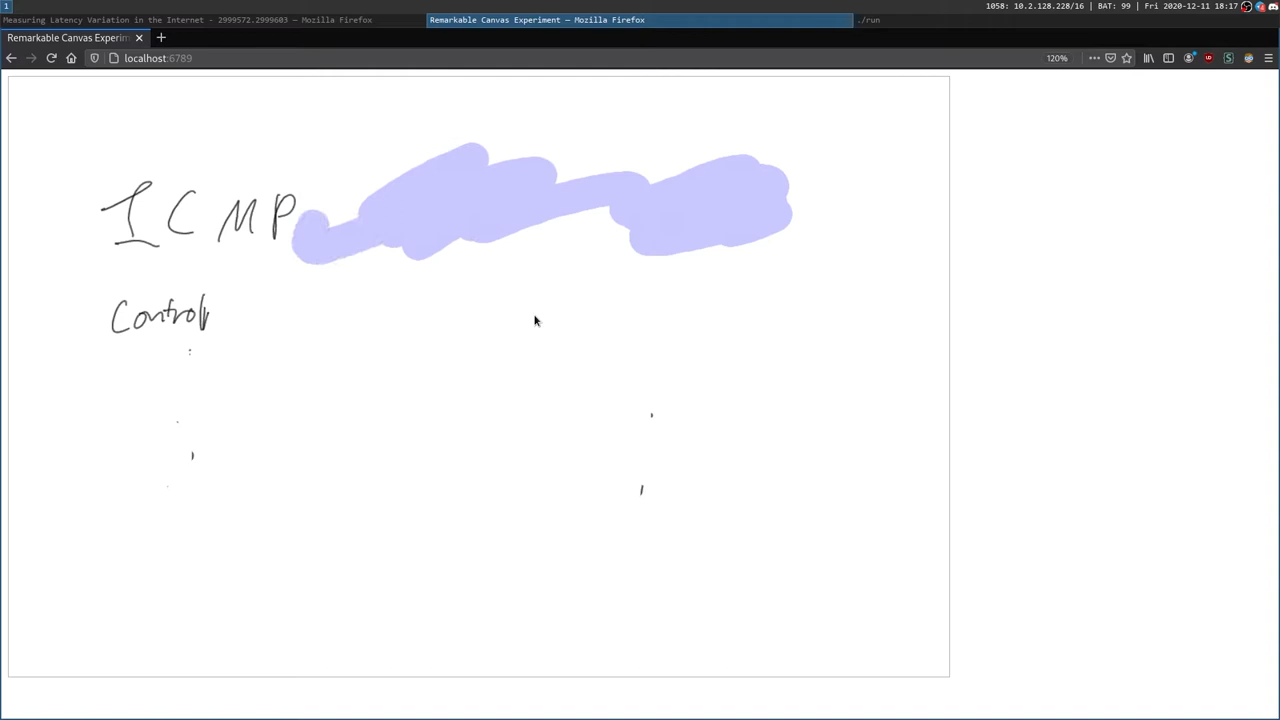 1
Measuring Latency Variation in the Internet - 2999572.2999603 — Mozilla Firefox
Remarkable Canvas Experiment — Mozilla Firefox
./run
1058: 10.2.128.228/16 | BAT: 99 | Fri 2020-12-11 18:17:16
Remarkable Canvas Experim
localhost:6789
120%
ICMP
Control